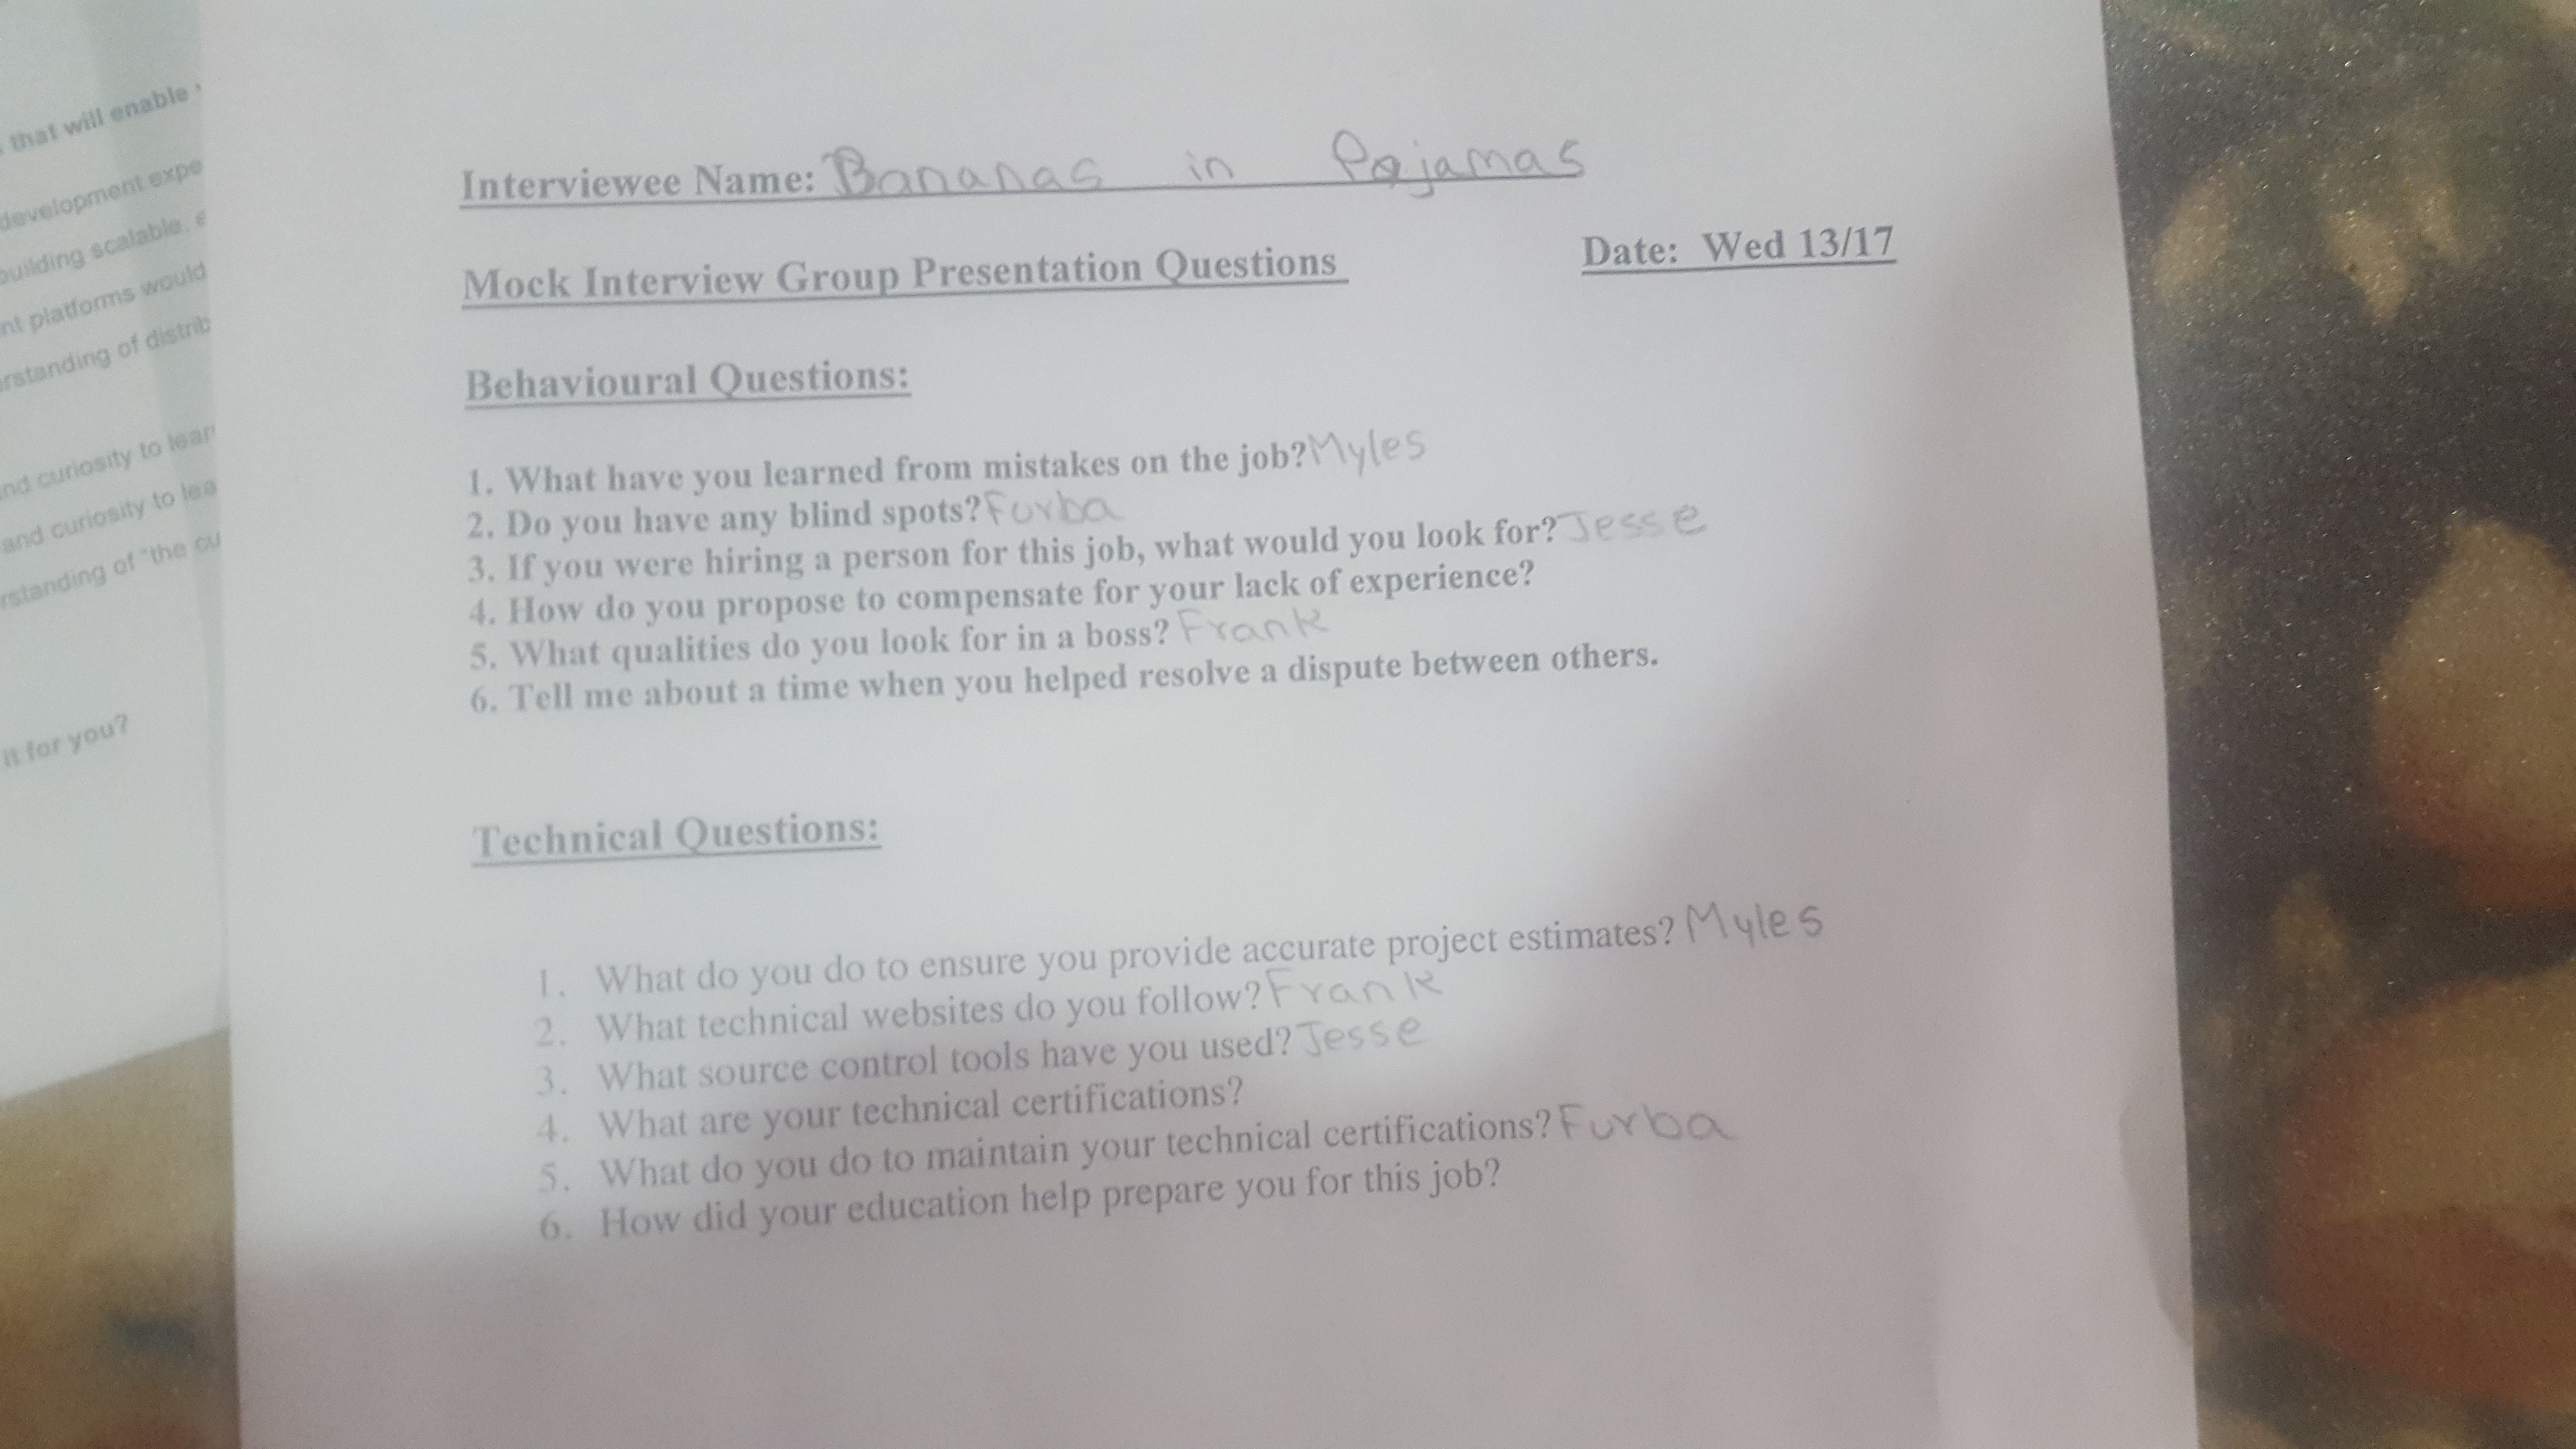 that will enable
development expe
building scalable, e
nt platforms would
rstanding of distrib
nd curiosity to lear
and curiosity to lea
rstanding of "the cu
it for you?
Interviewee Name: Bananas in Pajamas
Mock Interview Group Presentation Questions Date: Wed 13/17
Behavioural Questions:
1. What have you learned from mistakes on the job? Myles
2. Do you have any blind spots? Furba
3. If you were hiring a person for this job, what would you look for? Jesse
4. How do you propose to compensate for your lack of experience?
5. What qualities do you look for in a boss? Frank
6. Tell me about a time when you helped resolve a dispute between others.
Technical Questions:
1. What do you do to ensure you provide accurate project estimates? Myles
2. What technical websites do you follow? Frank
3. What source control tools have you used? Jesse
4. What are your technical certifications?
5. What do you do to maintain your technical certifications? Furba
6. How did your education help prepare you for this job?